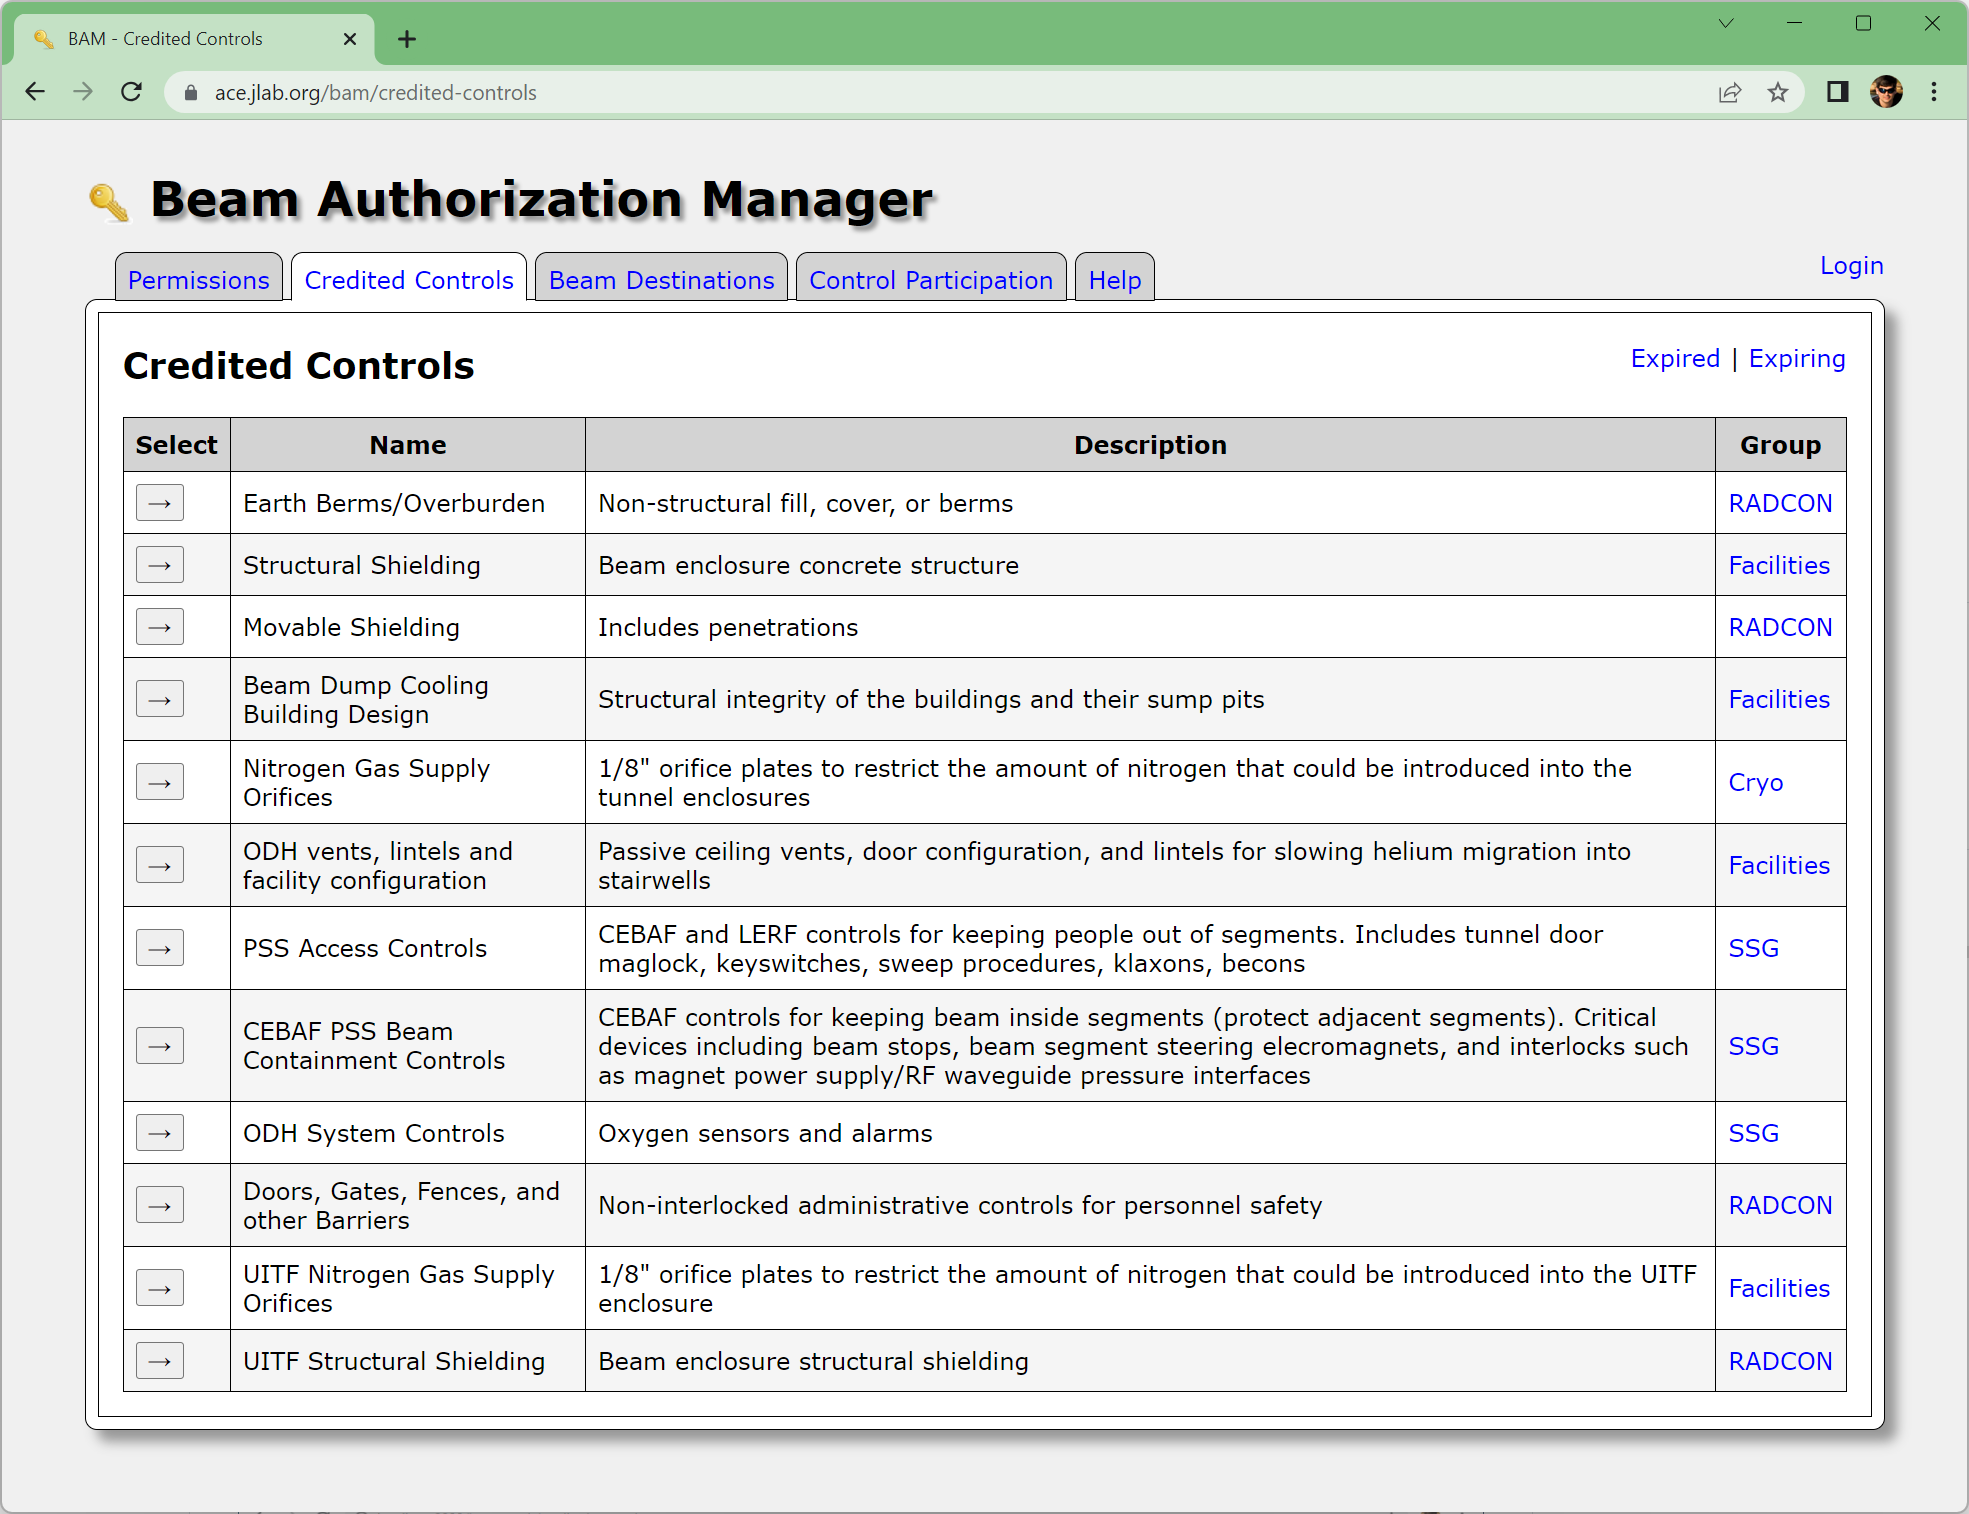 BAM - Credited Controls
ace.jlab.org/bam/credited-controls
Beam Authorization Manager
Login
Permissions
Credited Controls
Beam Destinations
Control Participation
Help
Credited Controls
Expired | Expiring
Select Name Description Group
→ Earth Berms/Overburden Non-structural fill, cover, or berms RADCON
→ Structural Shielding Beam enclosure concrete structure Facilities
→ Movable Shielding Includes penetrations RADCON
→ Beam Dump Cooling
Building Design
Structural integrity of the buildings and their sump pits
Facilities
→ Nitrogen Gas Supply
Orifices
1/8" orifice plates to restrict the amount of nitrogen that could be introduced into the
tunnel enclosures
Cryo
→ ODH vents, lintels and
facility configuration
Passive ceiling vents, door configuration, and lintels for slowing helium migration into
stairwells
Facilities
→ PSS Access Controls
CEBAF and LERF controls for keeping people out of segments. Includes tunnel door
maglock, keyswitches, sweep procedures, klaxons, becons
SSG
→ CEBAF PSS Beam
Containment Controls
CEBAF controls for keeping beam inside segments (protect adjacent segments). Critical
devices including beam stops, beam segment steering elecromagnets, and interlocks such
as magnet power supply/RF waveguide pressure interfaces
SSG
→ ODH System Controls Oxygen sensors and alarms SSG
→ Doors, Gates, Fences, and
other Barriers
Non-interlocked administrative controls for personnel safety
RADCON
→ UITF Nitrogen Gas Supply
Orifices
1/8" orifice plates to restrict the amount of nitrogen that could be introduced into the UITF
enclosure
Facilities
→ UITF Structural Shielding Beam enclosure structural shielding RADCON